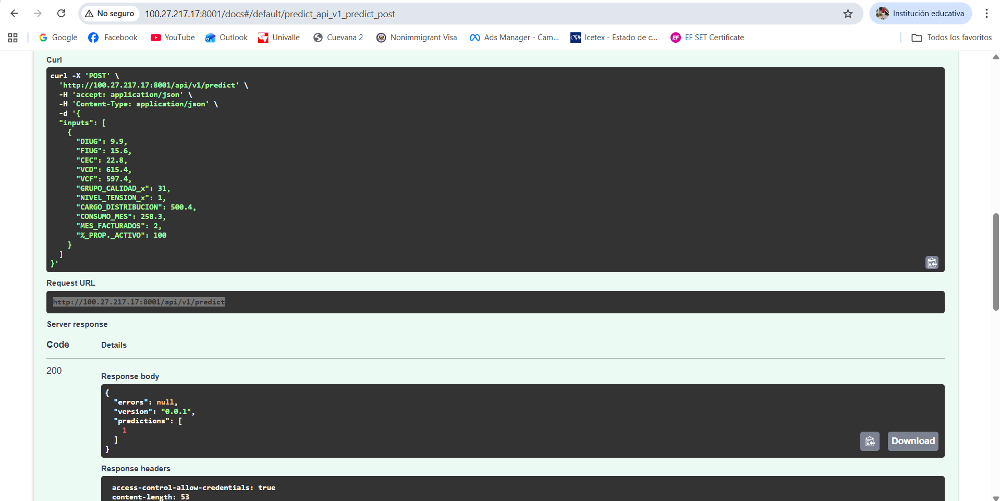 No seguro
100.27.217.17:8001/docs#/default/predict_api_v1_predict_post
Institución educativa
Google
Facebook
YouTube
Outlook
Univalle
Cuevana 2
Nonimmigrant Visa
Ads Manager - Cam...
Icetex - Estado de c...
EF
EF SET Certificate
Todos los favoritos
Curl
curl -X 'POST' \
  'http://100.27.217.17:8001/api/v1/predict' \
  -H 'accept: application/json' \
  -H 'Content-Type: application/json' \
  -d '{
  "inputs": [
    {
      "DIUG": 9.9,
      "FIUG": 15.6,
      "CEC": 22.8,
      "VCD": 615.4,
      "VCF": 597.4,
      "GRUPO_CALIDAD_x": 31,
      "NIVEL_TENSION_x": 1,
      "CARGO_DISTRIBUCION": 500.4,
      "CONSUMO_MES": 258.3,
      "MES_FACTURADOS": 2,
      "%_PROP._ACTIVO": 100
    }
  ]
}'
Request URL
http://100.27.217.17:8001/api/v1/predict
Server response
Code Details
200
Response body
{
  "errors": null,
  "version": "0.0.1",
  "predictions": [
    1
  ]
}
Download
Response headers
access-control-allow-credentials: true
content-length: 53